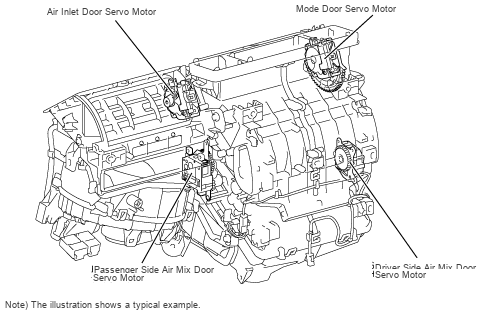 Air Inlet Door Servo Motor
Mode Door Servo Motor
Passenger Side Air Mix Door
Servo Motor
Driver Side Air Mix Door
Servo Motor
Note) The illustration shows a typical example.